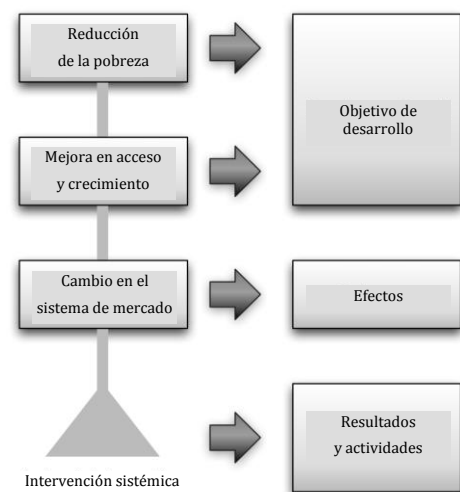 Reducción
de la pobreza
Objetivo de
desarrollo
Mejora en acceso
y crecimiento
Cambio en el
sistema de mercado
Efectos
Resultados
y actividades
Intervención sistémica